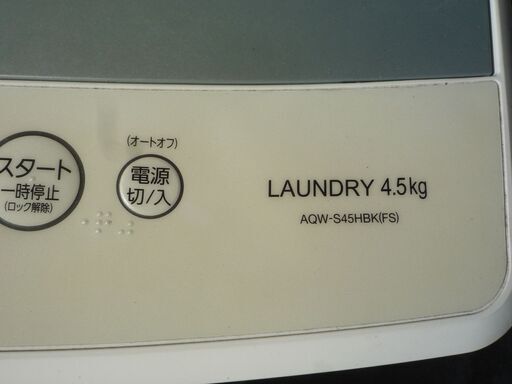 スタート
一時停止
(ロック解除)
(オートオフ)
電源
切/入
LAUNDRY 4.5kg
AQW-S45HBK(FS)